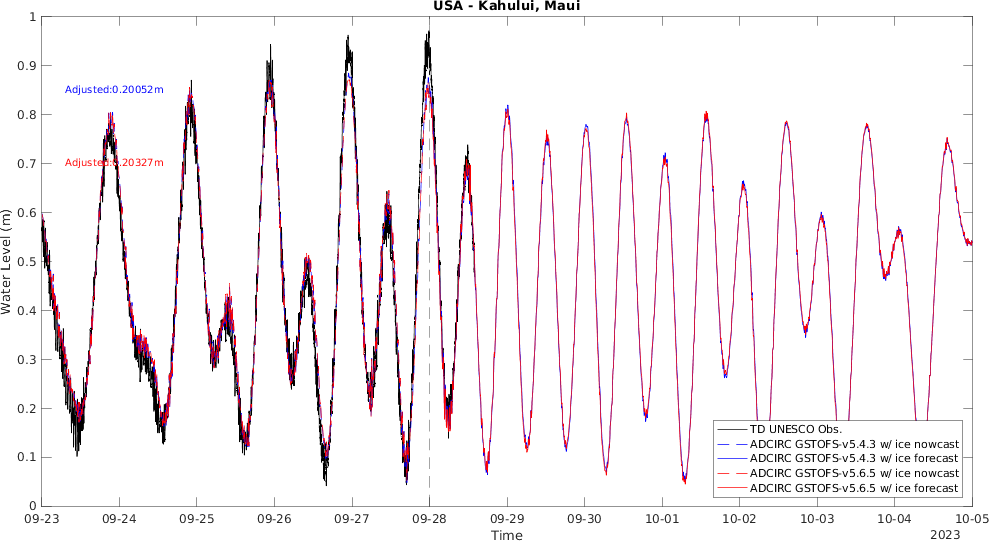 USA - Kahului, Maui
Water Level (m)
1
0.9
0.8
0.7
0.6
0.5
0.4
0.3
0.2
0.1
0
Adjusted:0.20052m
Adjusted:0.20327m
TD UNESCO Obs.
ADCIRC GSTOFS-v5.4.3 w/ ice nowcast
ADCIRC GSTOFS-v5.4.3 w/ ice forecast
ADCIRC GSTOFS-v5.6.5 w/ ice nowcast
ADCIRC GSTOFS-v5.6.5 w/ ice forecast
09-23 09-24 09-25 09-26 09-27 09-28 09-29 09-30 10-01 10-02 10-03 10-04 10-05
Time
2023